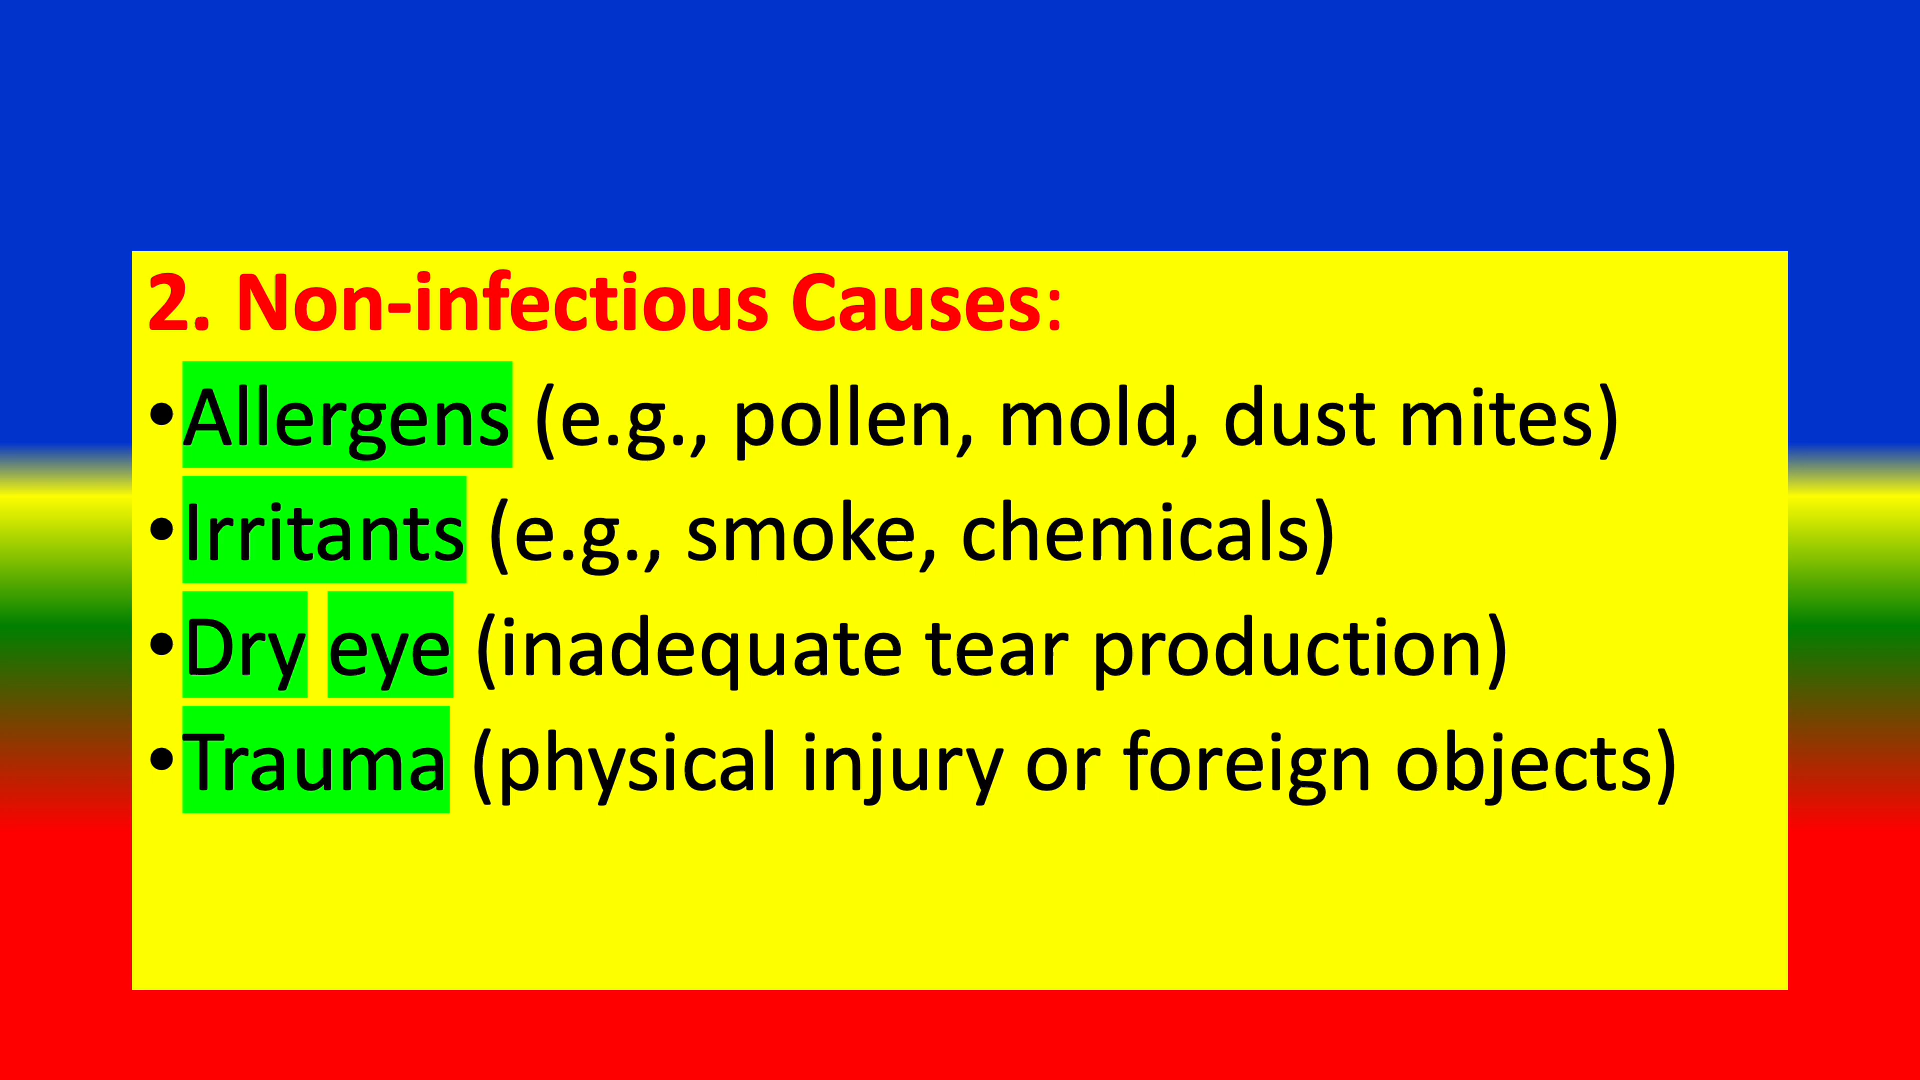 2. Non-infectious Causes:
•Allergens (e.g., pollen, mold, dust mites)
•Irritants (e.g., smoke, chemicals)
•Dry eye (inadequate tear production)
•Trauma (physical injury or foreign objects)